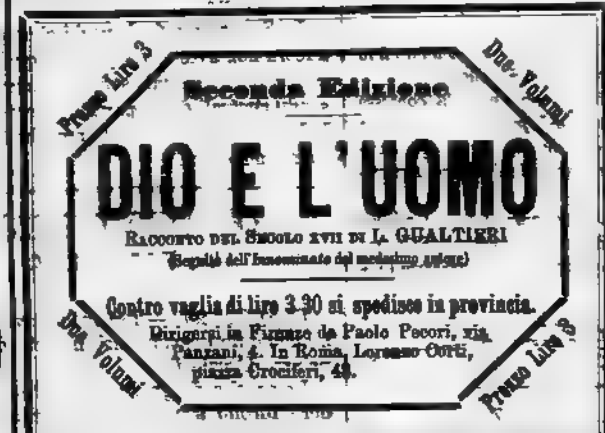 Prezzo Lire 3
Due Volumi
Seconda Edizione
DIO E L'UOMO
RACCONTO DEL SECOLO XVII DI L. GUALTIERI
(Seguito dell'Innominato del medesimo autore)
Contro vaglia di lire 3.30 si spedisce in provincia.
Dirigersi in Firenze da Paolo Pecori, via
Panzani, 4. In Roma, Lorenzo Corti,
piazza Crociferi, 48.
Due Volumi
Prezzo Lire 3